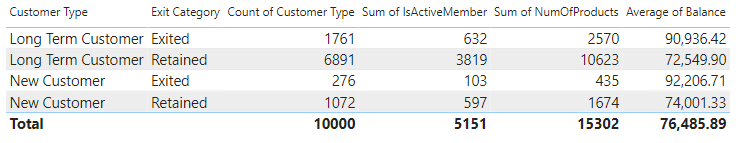 Customer Type Exit Category Count of Customer Type Sum of IsActiveMember Sum of NumOfProducts Average of Balance
Long Term Customer Exited 1761 632 2570 90,936.42
Long Term Customer Retained 6891 3819 10623 72,549.90
New Customer Exited 276 103 435 92,206.71
New Customer Retained 1072 597 1674 74,001.33
Total 10000 5151 15302 76,485.89